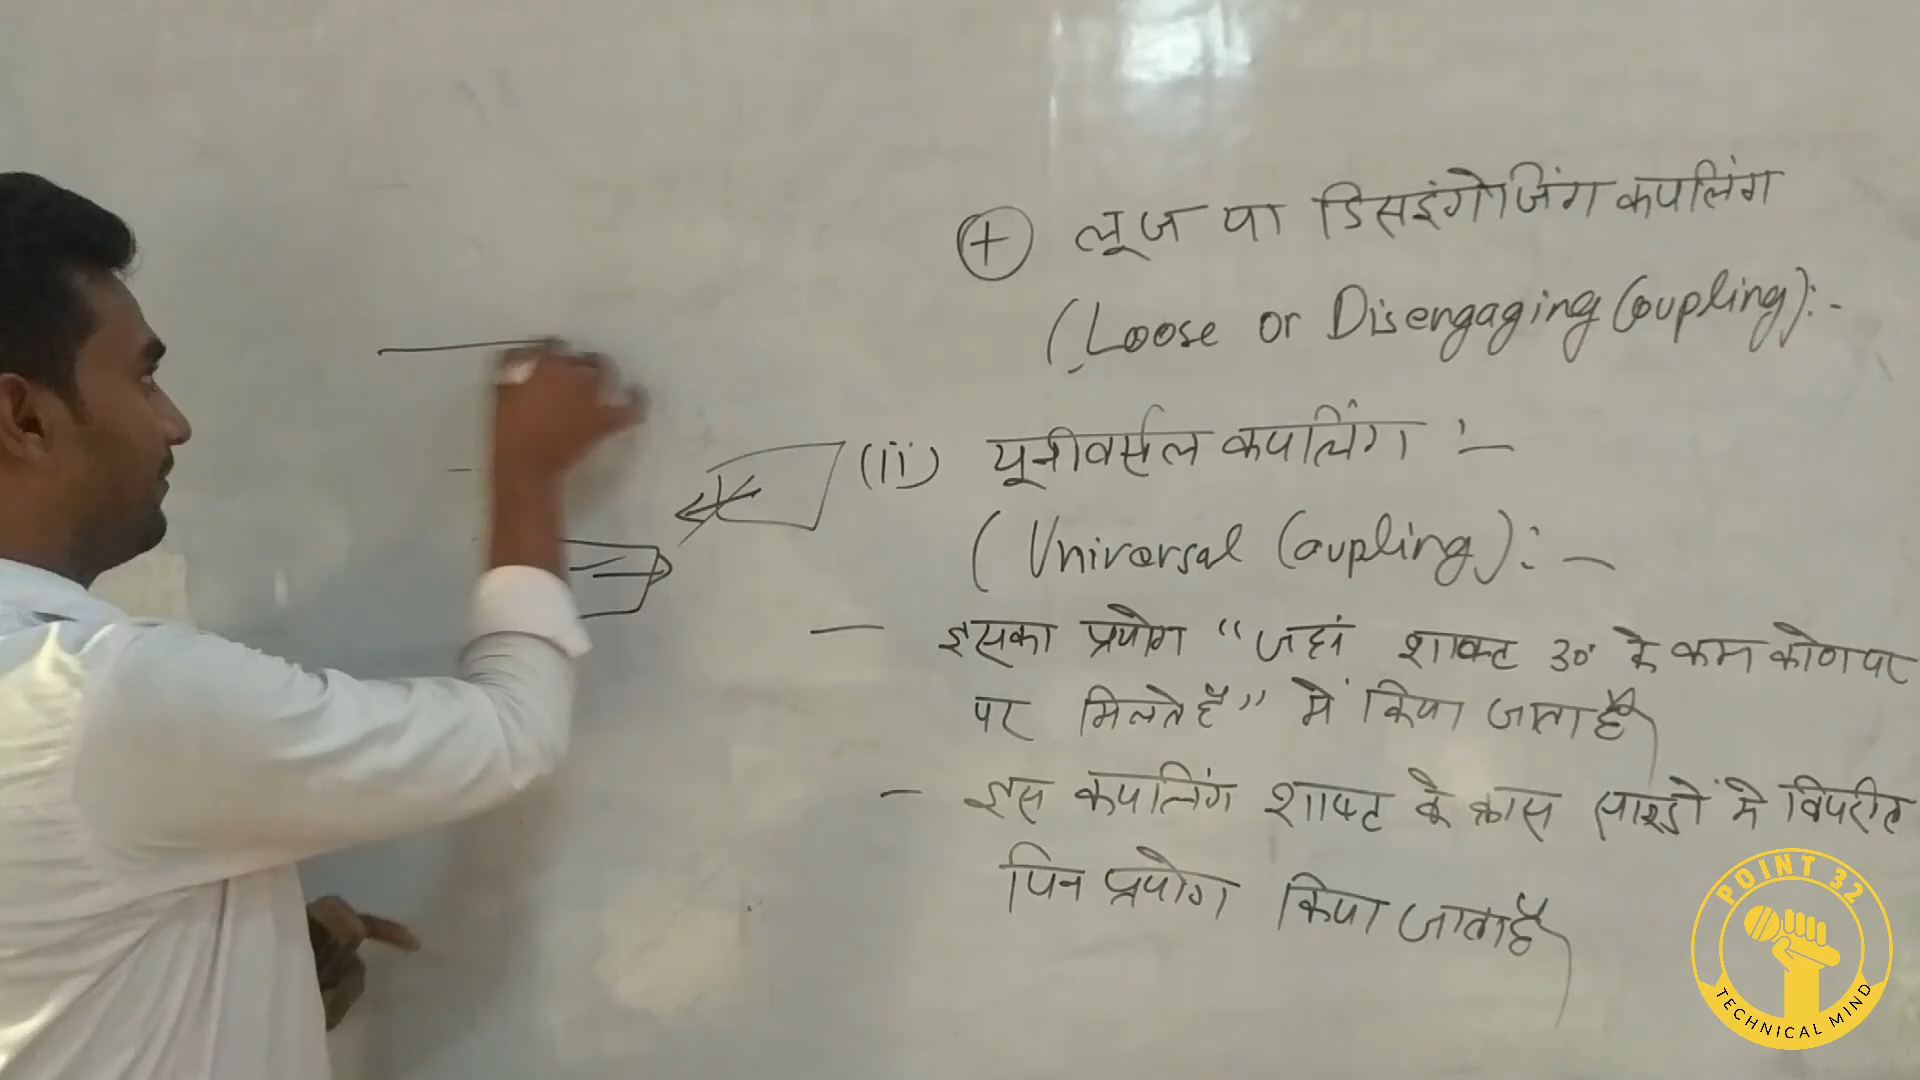 + लूज या डिसइंगेजिंग कपलिंग
(Loose or Disengaging Coupling):-
(ii) यूनीवर्सल कपलिंग :-
(Universal Coupling):-
— इसका प्रयोग "जहां शाफ्ट 30° के कम कोण पर
पर मिलते है" में किया जाता है
- इस कपलिंग शाफ्ट के क्रास साइडों मे विपरीत
पिन प्रयोग किया जाता है
POINT 32
TECHNICAL MIND